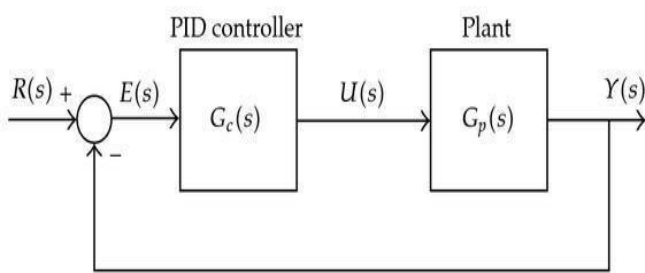 PID controller
Plant
R(s) +
E(s)
U(s)
Y(s)
G_c(s)
G_p(s)
−